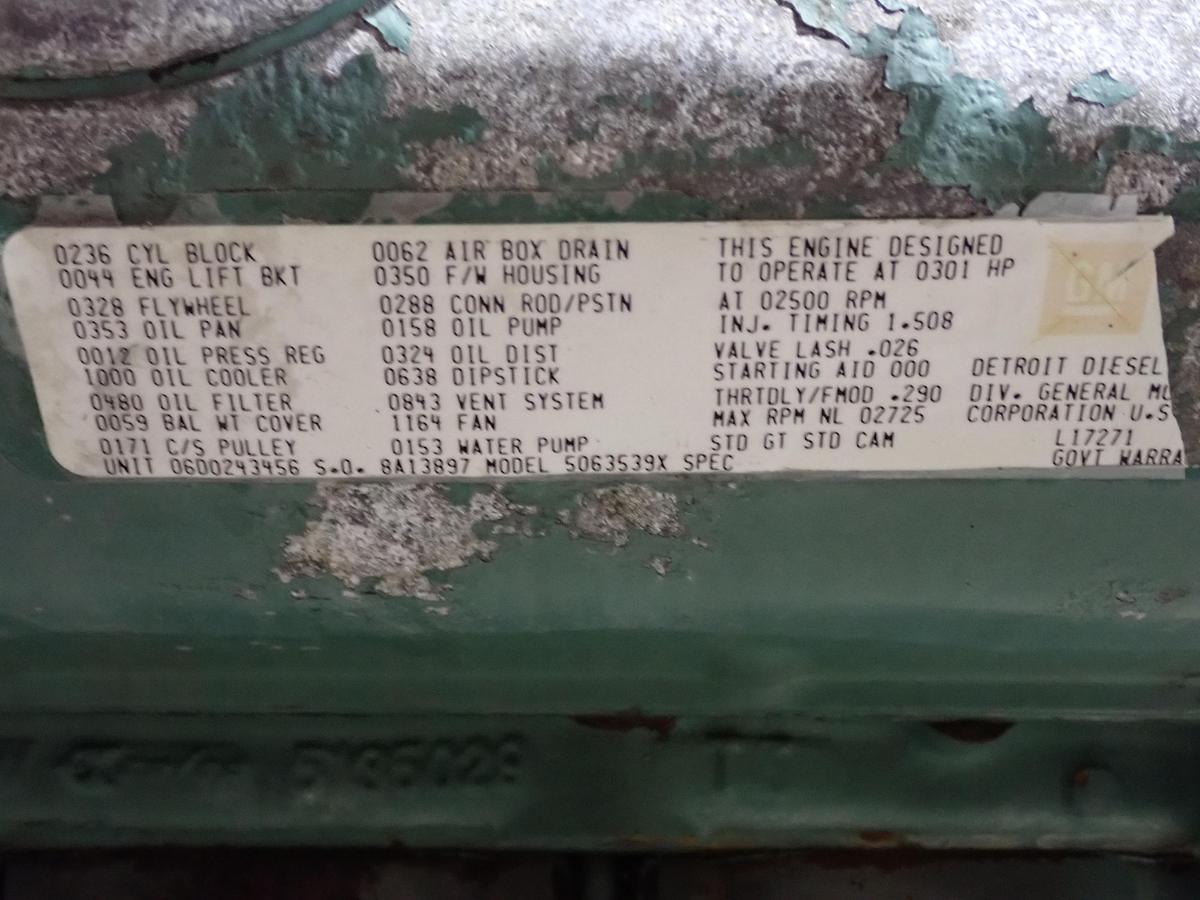 0236 CYL BLOCK
0044 ENG LIFT BKT
0328 FLYWHEEL
0353 OIL PAN
0012 OIL PRESS REG
1000 OIL COOLER
0480 OIL FILTER
0059 BAL WT COVER
0171 C/S PULLEY
0062 AIR BOX DRAIN
0350 F/W HOUSING
0288 CONN ROD/PSTN
0158 OIL PUMP
0324 OIL DIST
0638 DIPSTICK
0843 VENT SYSTEM
1164 FAN
0153 WATER PUMP
THIS ENGINE DESIGNED
TO OPERATE AT 0301 HP
AT 02500 RPM
INJ. TIMING 1.508
VALVE LASH .026
STARTING AID 000
THRTDLY/FMOD .290
MAX RPM NL 02725
STD GT STD CAM
GM
DETROIT DIESEL
DIV. GENERAL MO
CORPORATION U.S
L17271
GOVT WARRA
UNIT 06D0243456 S.O. 8A13897 MODEL 5063539X SPEC